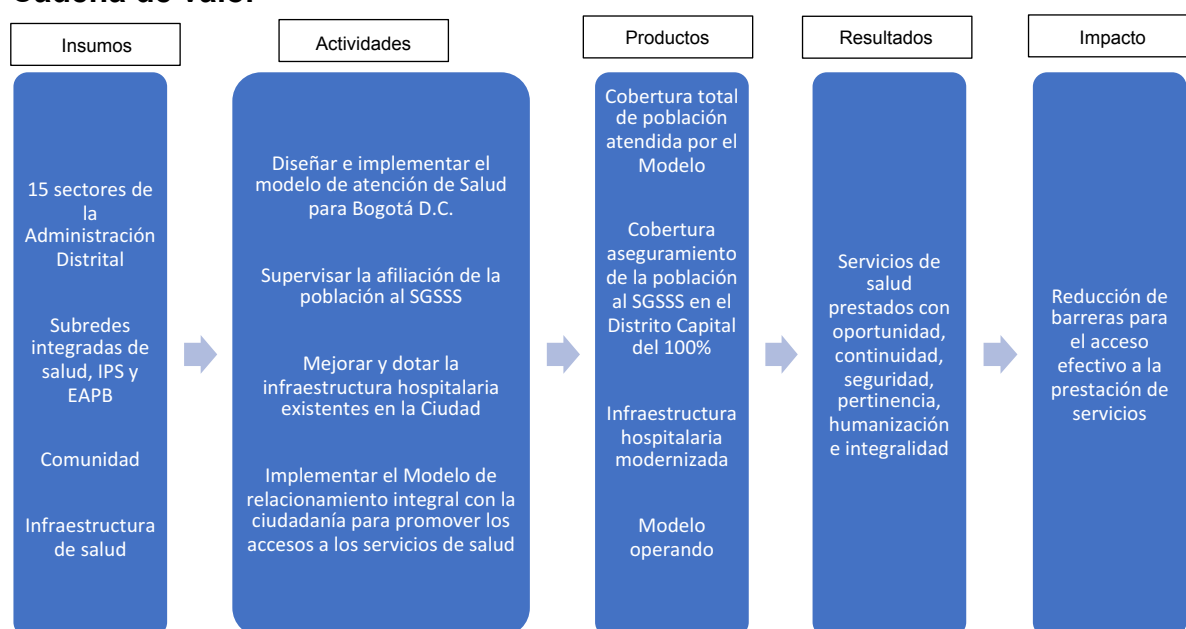 Cadena de valor
Insumos
Actividades
Productos
Resultados
Impacto
15 sectores de
la
Administración
Distrital
Subredes
integradas de
salud, IPS y
EAPB
Comunidad
Infraestructura
de salud
Diseñar e implementar el
modelo de atención de Salud
para Bogotá D.C.
Supervisar la afiliación de la
población al SGSSS
Mejorar y dotar la
infraestructura hospitalaria
existentes en la Ciudad
Implementar el Modelo de
relacionamiento integral con la
ciudadanía para promover los
accesos a los servicios de salud
Cobertura total
de población
atendida por el
Modelo
Cobertura
aseguramiento
de la población
al SGSSS en el
Distrito Capital
del 100%
Infraestructura
hospitalaria
modernizada
Modelo
operando
Servicios de
salud
prestados con
oportunidad,
continuidad,
seguridad,
pertinencia,
humanización
e integralidad
Reducción de
barreras para
el acceso
efectivo a la
prestación de
servicios